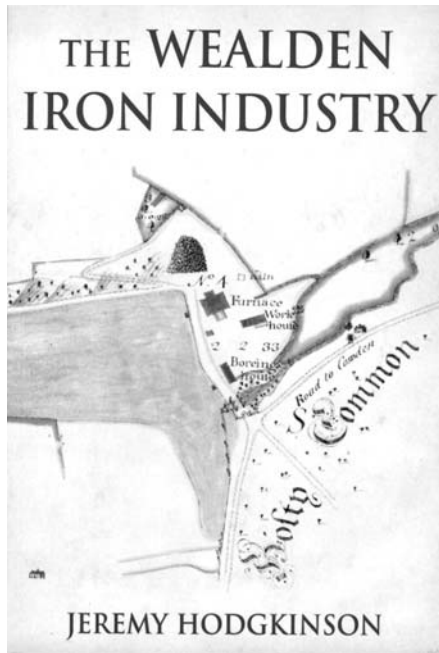 THE WEALDEN
IRON INDUSTRY
No. 4
Furnace
Work
house
2 2 33
Boreing
house
Road to Cowden
Common
JEREMY HODGKINSON